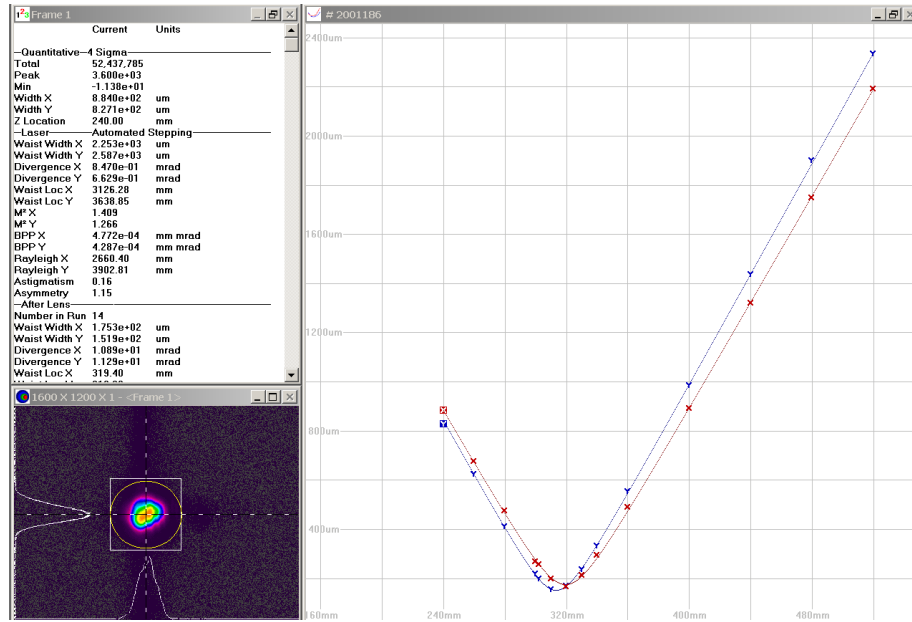 1 2 3 Frame 1
Current Units
Quantitative 4 Sigma
Total 52,437,785
Peak 3.600e+03
Min -1.138e+01
Width X 8.840e+02 um
Width Y 8.271e+02 um
Z Location 240.00 mm
Laser Automated Stepping
Waist Width X 2.253e+03 um
Waist Width Y 2.587e+03 um
Divergence X 8.470e-01 mrad
Divergence Y 6.629e-01 mrad
Waist Loc X 3126.28 mm
Waist Loc Y 3638.85 mm
M² X 1.409
M² Y 1.266
BPP X 4.772e-04 mm mrad
BPP Y 4.287e-04 mm mrad
Rayleigh X 2660.40 mm
Rayleigh Y 3902.81 mm
Astigmatism 0.16
Asymmetry 1.15
After Lens
Number in Run 14
Waist Width X 1.753e+02 um
Waist Width Y 1.519e+02 um
Divergence X 1.089e+01 mrad
Divergence Y 1.129e+01 mrad
Waist Loc X 319.40 mm
1600 X 1200 X 1 - <Frame 1>
# 2001186
2400um
2000um
1600um
1200um
800um
400um
160mm 240mm 320mm 400mm 480mm